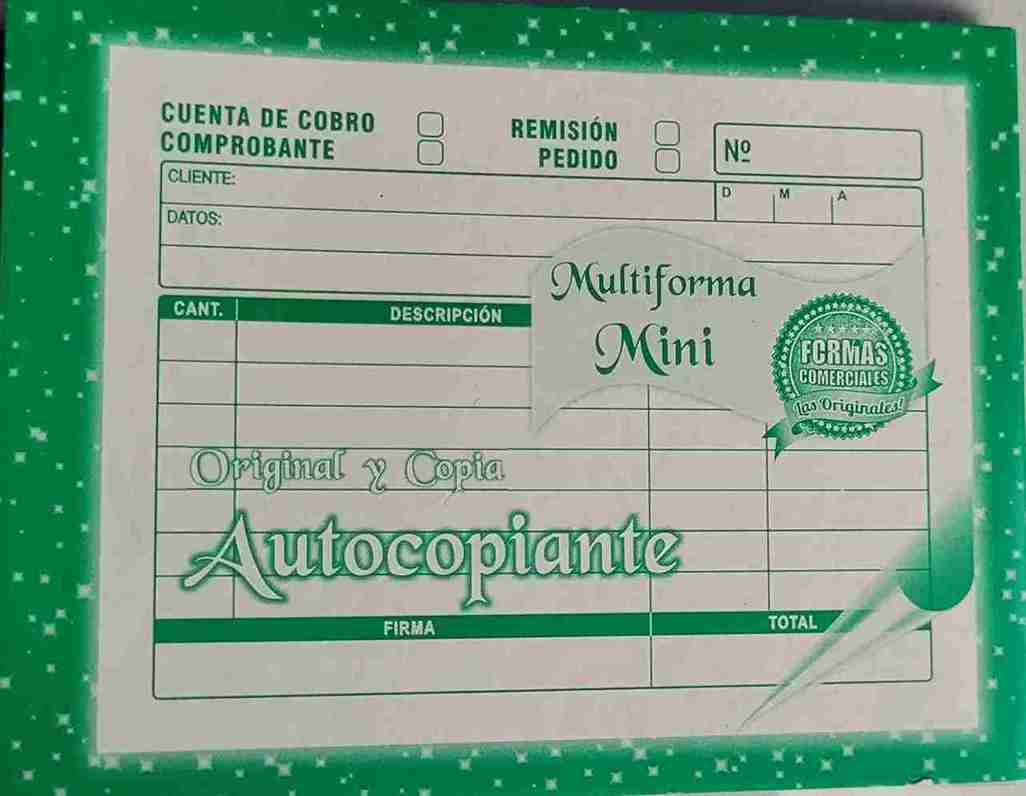 CUENTA DE COBRO
COMPROBANTE
REMISIÓN
PEDIDO
Nº
CLIENTE:
D M A
DATOS:
Multiforma
Mini
CANT. DESCRIPCIÓN
FORMAS
COMERCIALES
Las Originales!
Original y Copia
Autocopiante
FIRMA TOTAL